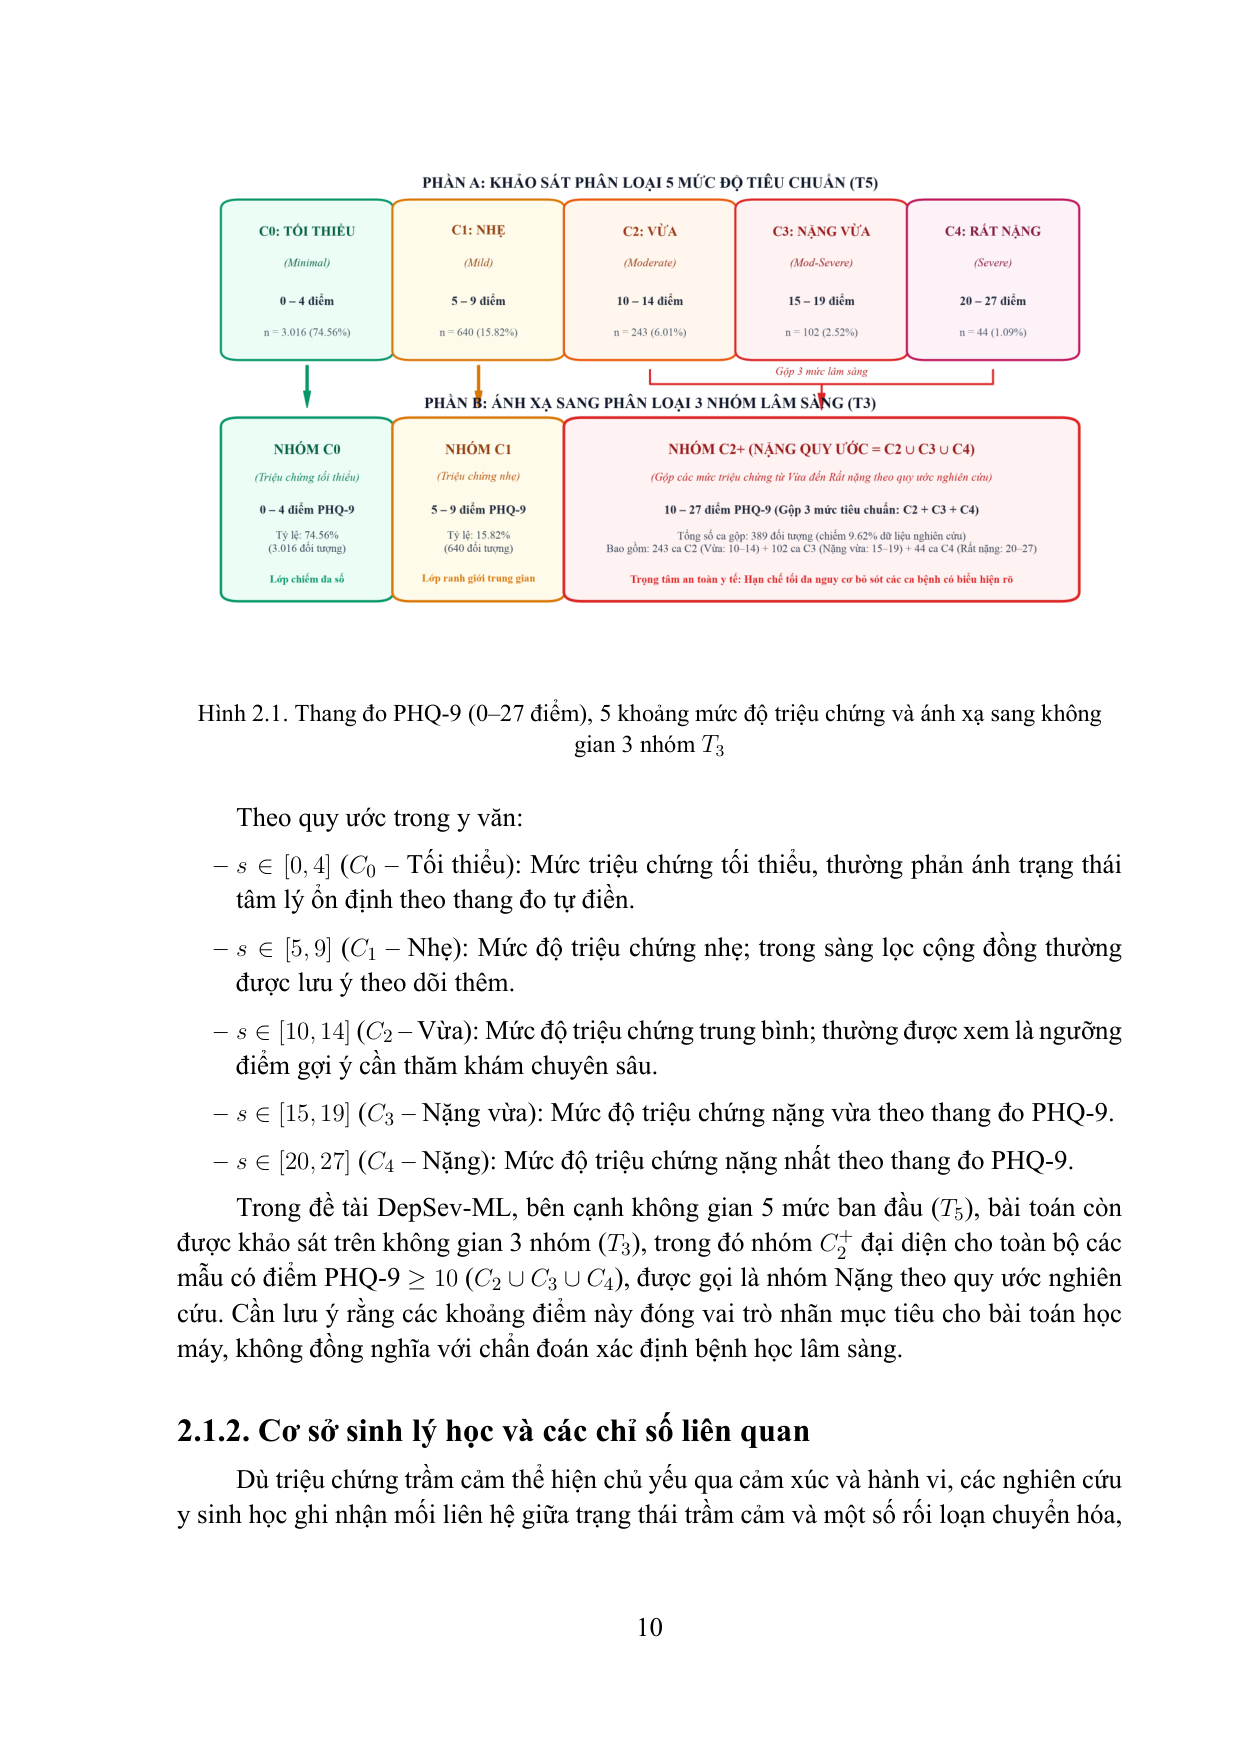 PHẦN A: KHẢO SÁT PHÂN LOẠI 5 MỨC ĐỘ TIÊU CHUẨN (T5)
C0: TỐI THIỂU
(Minimal)
0 – 4 điểm
n = 3.016 (74.56%)
C1: NHẸ
(Mild)
5 – 9 điểm
n = 640 (15.82%)
C2: VỪA
(Moderate)
10 – 14 điểm
n = 243 (6.01%)
C3: NẶNG VỪA
(Mod-Severe)
15 – 19 điểm
n = 102 (2.52%)
C4: RẤT NẶNG
(Severe)
20 – 27 điểm
n = 44 (1.09%)
Gộp 3 mức lâm sàng
PHẦN B: ÁNH XẠ SANG PHÂN LOẠI 3 NHÓM LÂM SÀNG (T3)
NHÓM C0
(Triệu chứng tối thiểu)
0 – 4 điểm PHQ-9
Tỷ lệ: 74.56%
(3.016 đối tượng)
Lớp chiếm đa số
NHÓM C1
(Triệu chứng nhẹ)
5 – 9 điểm PHQ-9
Tỷ lệ: 15.82%
(640 đối tượng)
Lớp ranh giới trung gian
NHÓM C2+ (NẶNG QUY ƯỚC = C2 ∪ C3 ∪ C4)
(Gộp các mức triệu chứng từ Vừa đến Rất nặng theo quy ước nghiên cứu)
10 – 27 điểm PHQ-9 (Gộp 3 mức tiêu chuẩn: C2 + C3 + C4)
Tổng số ca gộp: 389 đối tượng (chiếm 9.62% dữ liệu nghiên cứu)
Bao gồm: 243 ca C2 (Vừa: 10–14) + 102 ca C3 (Nặng vừa: 15–19) + 44 ca C4 (Rất nặng: 20–27)
Trọng tâm an toàn y tế: Hạn chế tối đa nguy cơ bỏ sót các ca bệnh có biểu hiện rõ
Hình 2.1. Thang đo PHQ-9 (0–27 điểm), 5 khoảng mức độ triệu chứng và ánh xạ sang không
gian 3 nhóm T₃
Theo quy ước trong y văn:
– s ∈ [0, 4] (C₀ – Tối thiểu): Mức triệu chứng tối thiểu, thường phản ánh trạng thái
tâm lý ổn định theo thang đo tự điền.
– s ∈ [5, 9] (C₁ – Nhẹ): Mức độ triệu chứng nhẹ; trong sàng lọc cộng đồng thường
được lưu ý theo dõi thêm.
– s ∈ [10, 14] (C₂ – Vừa): Mức độ triệu chứng trung bình; thường được xem là ngưỡng
điểm gợi ý cần thăm khám chuyên sâu.
– s ∈ [15, 19] (C₃ – Nặng vừa): Mức độ triệu chứng nặng vừa theo thang đo PHQ-9.
– s ∈ [20, 27] (C₄ – Nặng): Mức độ triệu chứng nặng nhất theo thang đo PHQ-9.
Trong đề tài DepSev-ML, bên cạnh không gian 5 mức ban đầu (T₅), bài toán còn
được khảo sát trên không gian 3 nhóm (T₃), trong đó nhóm C₂⁺ đại diện cho toàn bộ các
mẫu có điểm PHQ-9 ≥ 10 (C₂ ∪ C₃ ∪ C₄), được gọi là nhóm Nặng theo quy ước nghiên
cứu. Cần lưu ý rằng các khoảng điểm này đóng vai trò nhãn mục tiêu cho bài toán học
máy, không đồng nghĩa với chẩn đoán xác định bệnh học lâm sàng.
2.1.2. Cơ sở sinh lý học và các chỉ số liên quan
Dù triệu chứng trầm cảm thể hiện chủ yếu qua cảm xúc và hành vi, các nghiên cứu
y sinh học ghi nhận mối liên hệ giữa trạng thái trầm cảm và một số rối loạn chuyển hóa,
10